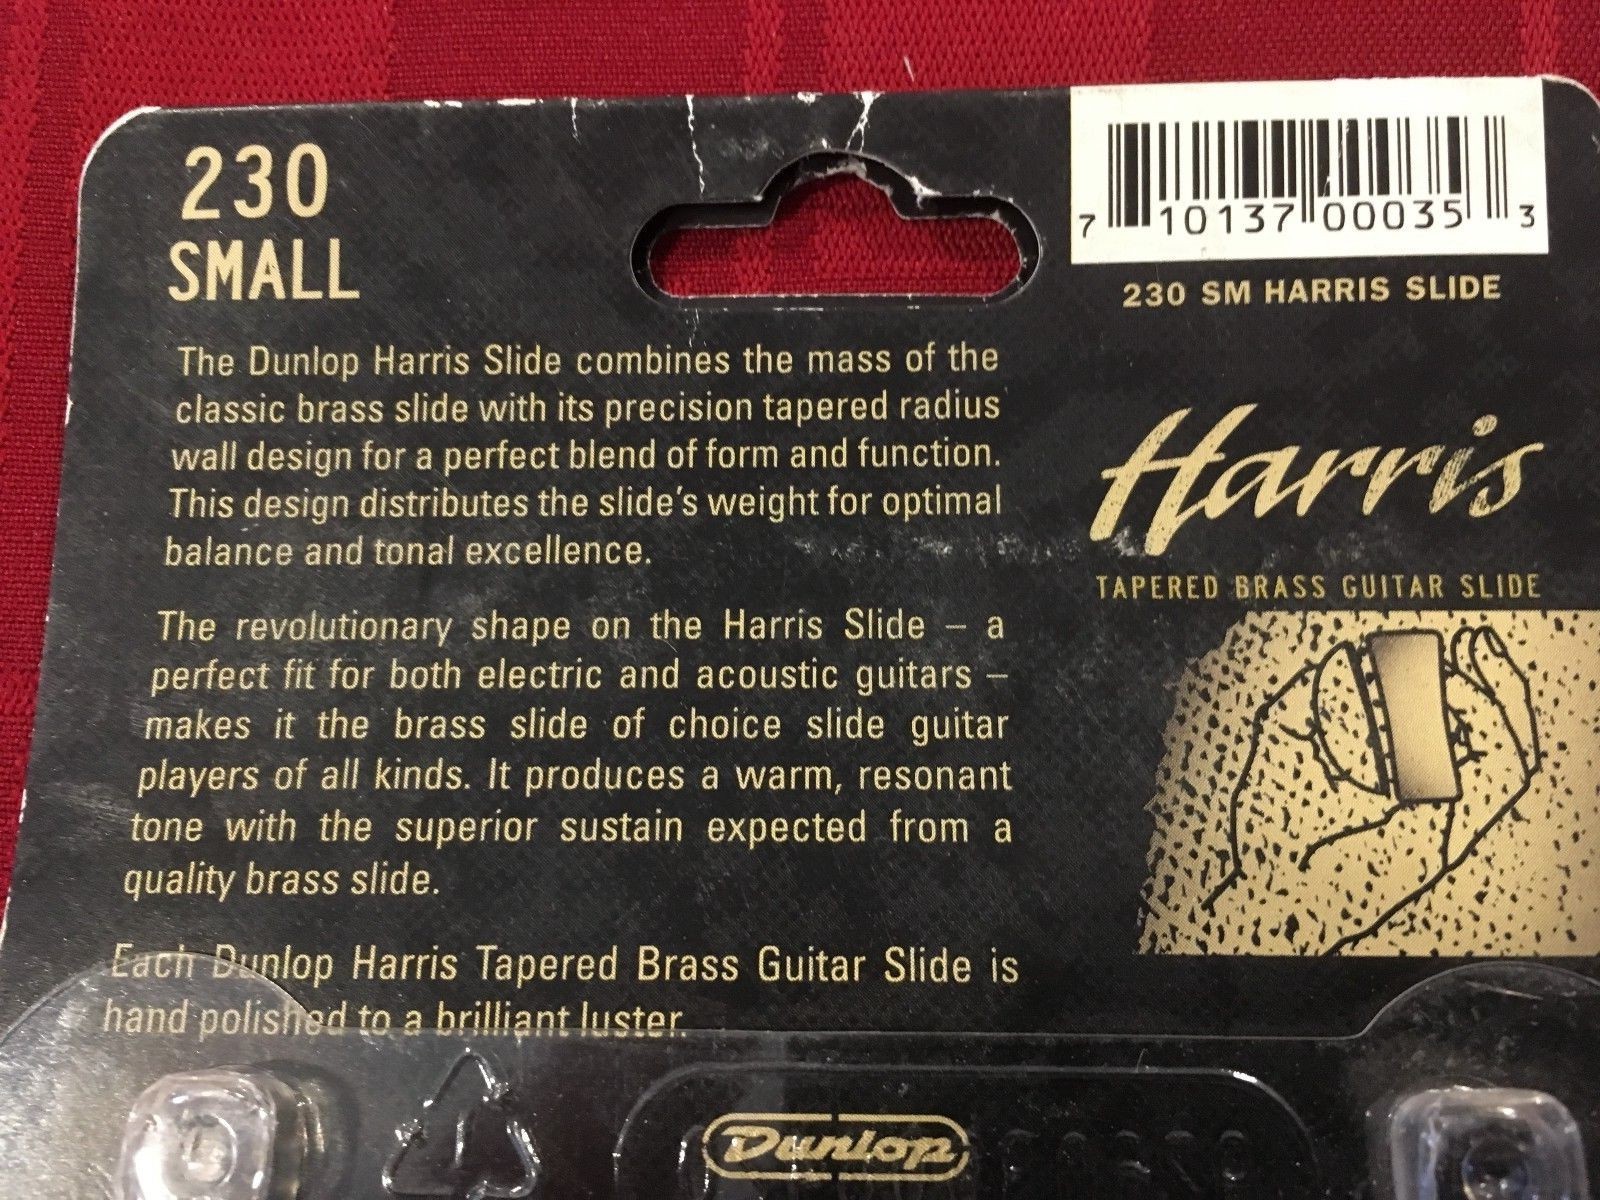 230
SMALL
The Dunlop Harris Slide combines the mass of the
classic brass slide with its precision tapered radius
wall design for a perfect blend of form and function.
This design distributes the slide's weight for optimal
balance and tonal excellence.
The revolutionary shape on the Harris Slide – a
perfect fit for both electric and acoustic guitars –
makes it the brass slide of choice slide guitar
players of all kinds. It produces a warm, resonant
tone with the superior sustain expected from a
quality brass slide.
Each Dunlop Harris Tapered Brass Guitar Slide is
hand polished to a brilliant luster.
7 10137 00035 3
230 SM HARRIS SLIDE
Harris
TAPERED BRASS GUITAR SLIDE
Dunlop